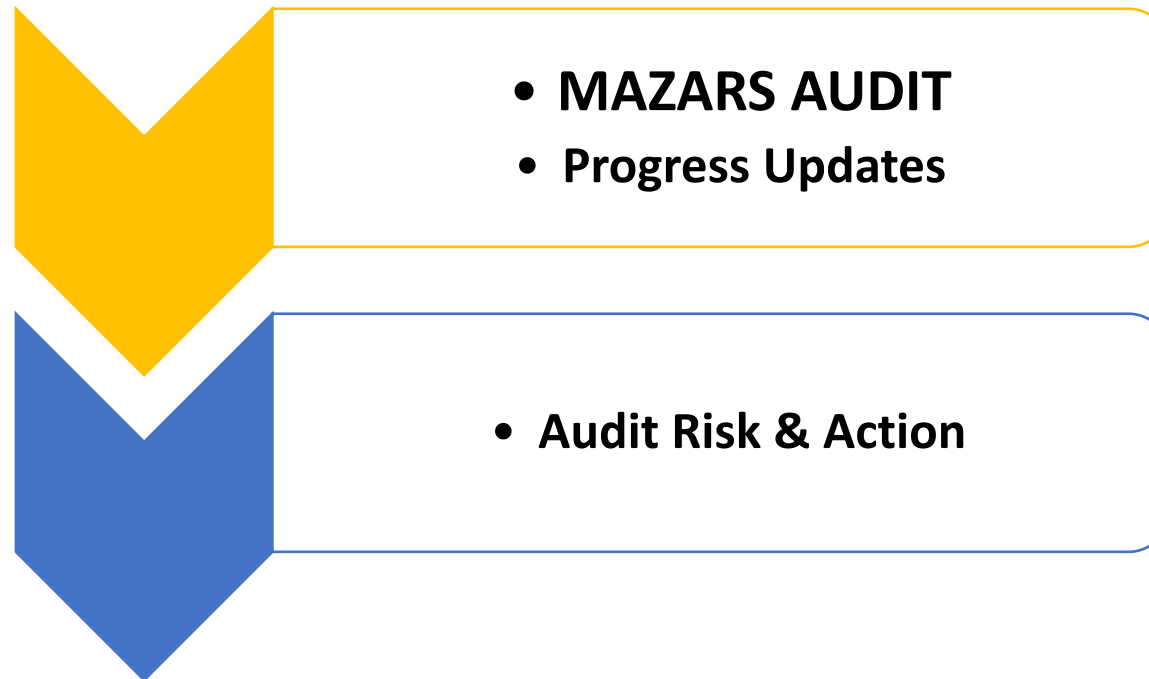 • MAZARS AUDIT
• Progress Updates
• Audit Risk & Action